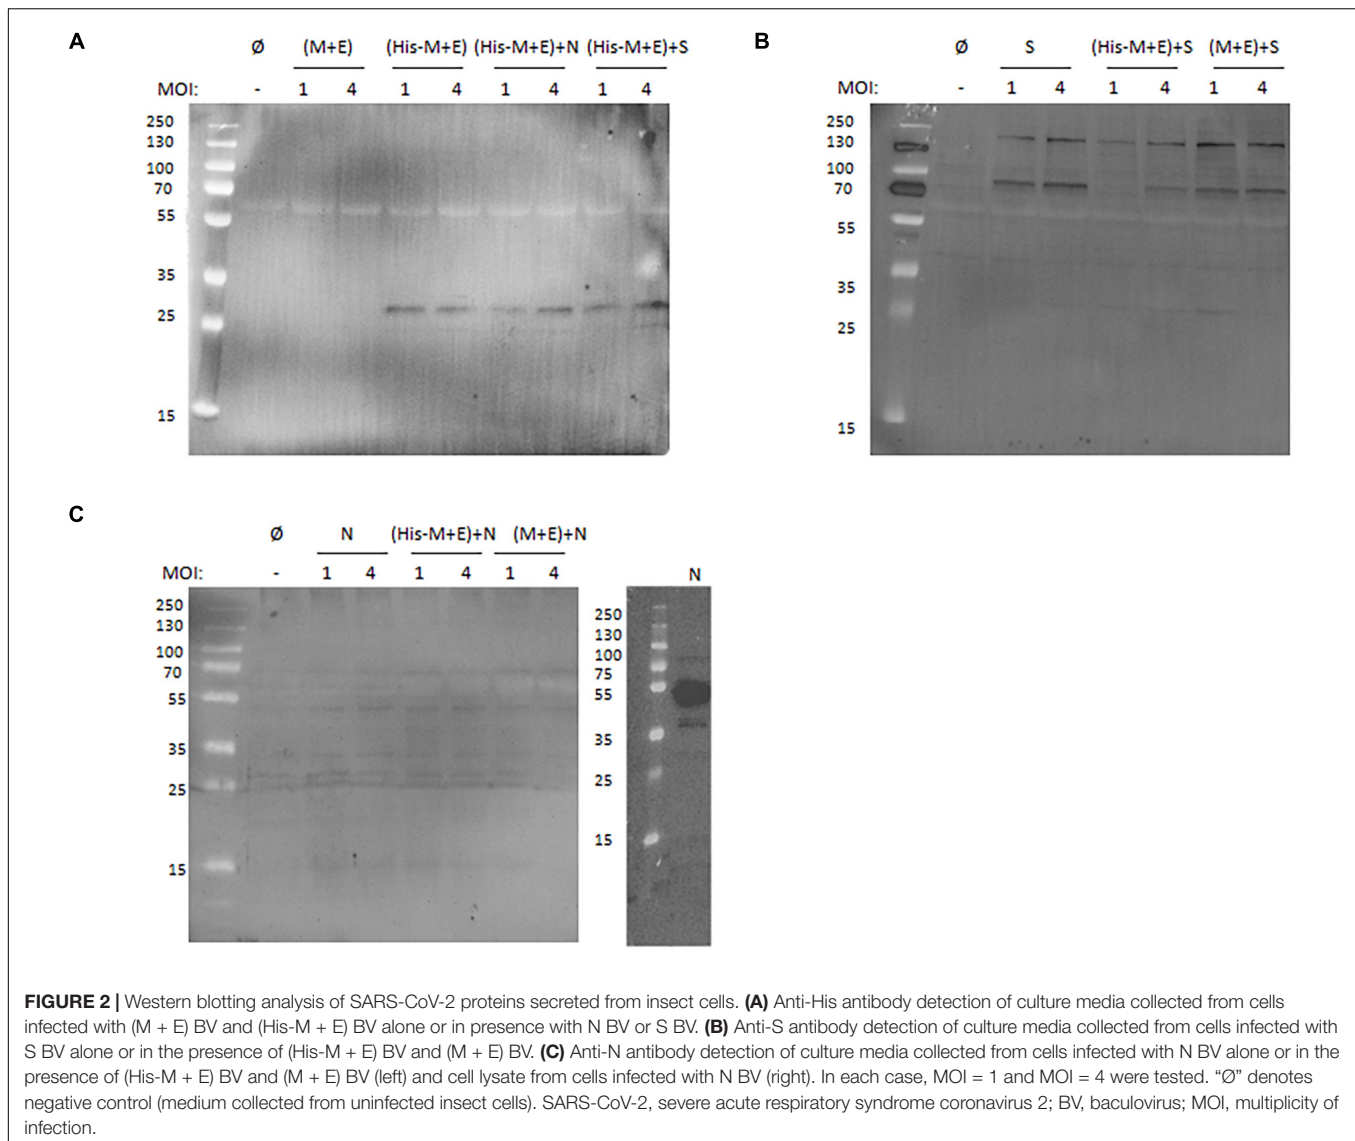 A
Ø (M+E) (His-M+E) (His-M+E)+N (His-M+E)+S
MOI: - 1 4 1 4 1 4 1 4
250
130
100
70
55
35
25
15
B
Ø S (His-M+E)+S (M+E)+S
MOI: - 1 4 1 4 1 4
250
130
100
70
55
35
25
15
C
Ø N (His-M+E)+N (M+E)+N
MOI: - 1 4 1 4 1 4
250
130
100
70
55
35
25
15
N
250
130
100
75
55
35
25
15
FIGURE 2 | Western blotting analysis of SARS-CoV-2 proteins secreted from insect cells. (A) Anti-His antibody detection of culture media collected from cells
infected with (M + E) BV and (His-M + E) BV alone or in presence with N BV or S BV. (B) Anti-S antibody detection of culture media collected from cells infected with
S BV alone or in the presence of (His-M + E) BV and (M + E) BV. (C) Anti-N antibody detection of culture media collected from cells infected with N BV alone or in the
presence of (His-M + E) BV and (M + E) BV (left) and cell lysate from cells infected with N BV (right). In each case, MOI = 1 and MOI = 4 were tested. “Ø” denotes
negative control (medium collected from uninfected insect cells). SARS-CoV-2, severe acute respiratory syndrome coronavirus 2; BV, baculovirus; MOI, multiplicity of
infection.